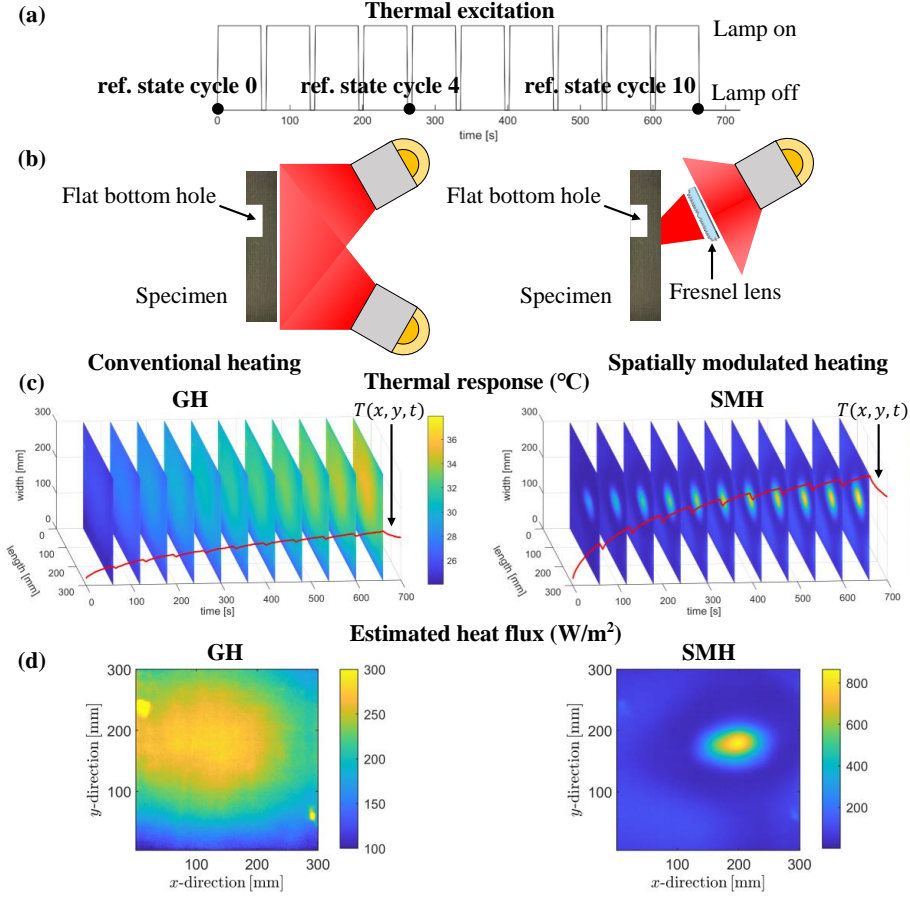 (a)
Thermal excitation
Lamp on
ref. state cycle 0
ref. state cycle 4
ref. state cycle 10
Lamp off
0 100 200 300 400 500 600 700
time [s]
(b)
Flat bottom hole
Specimen
Flat bottom hole
Specimen
Fresnel lens
Conventional heating
Spatially modulated heating
(c)
Thermal response (℃)
GH
SMH
T(x, y, t)
T(x, y, t)
300
200
100
0
width [mm]
0
100
200
300
length [mm]
0 100 200 300 400 500 600 700
time [s]
36
34
32
30
28
26
300
200
100
0
width [mm]
0
100
200
300
length [mm]
0 100 200 300 400 500 600 700
time [s]
Estimated heat flux (W/m²)
(d)
GH
SMH
300
200
100
y-direction [mm]
100 200 300
x-direction [mm]
300
250
200
150
100
300
200
100
y-direction [mm]
100 200 300
x-direction [mm]
800
600
400
200